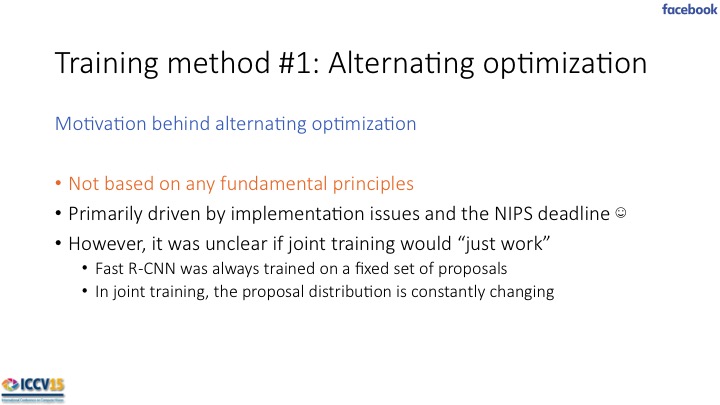 facebook
Training method #1: Alternating optimization
Motivation behind alternating optimization
• Not based on any fundamental principles
• Primarily driven by implementation issues and the NIPS deadline ☺
• However, it was unclear if joint training would “just work”
• Fast R-CNN was always trained on a fixed set of proposals
• In joint training, the proposal distribution is constantly changing
ICCV15